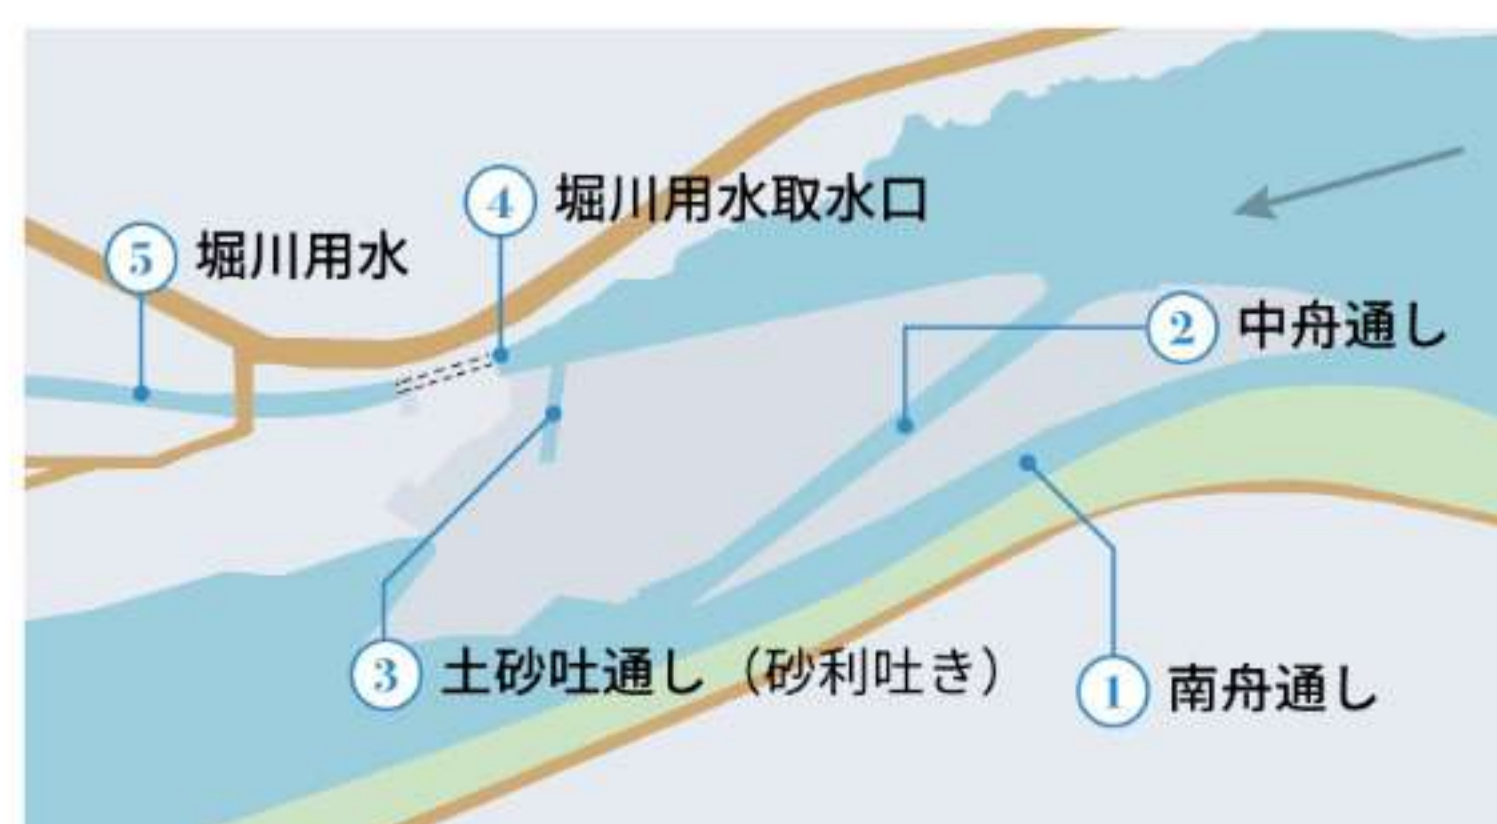 ④ 堀川用水取水口
⑤ 堀川用水
② 中舟通し
③ 土砂吐通し（砂利吐き）
① 南舟通し